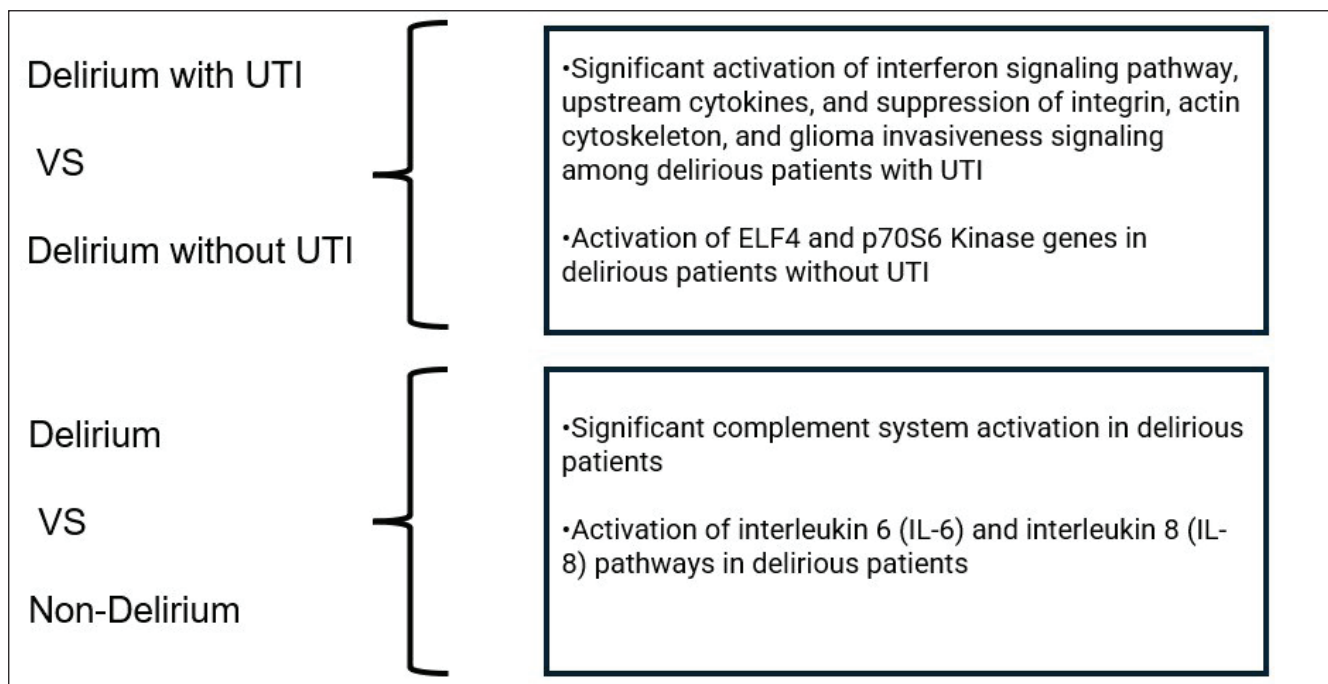 Delirium with UTI
VS
Delirium without UTI
•Significant activation of interferon signaling pathway,
upstream cytokines, and suppression of integrin, actin
cytoskeleton, and glioma invasiveness signaling
among delirious patients with UTI
•Activation of ELF4 and p70S6 Kinase genes in
delirious patients without UTI
Delirium
VS
Non-Delirium
•Significant complement system activation in delirious
patients
•Activation of interleukin 6 (IL-6) and interleukin 8 (IL-
8) pathways in delirious patients